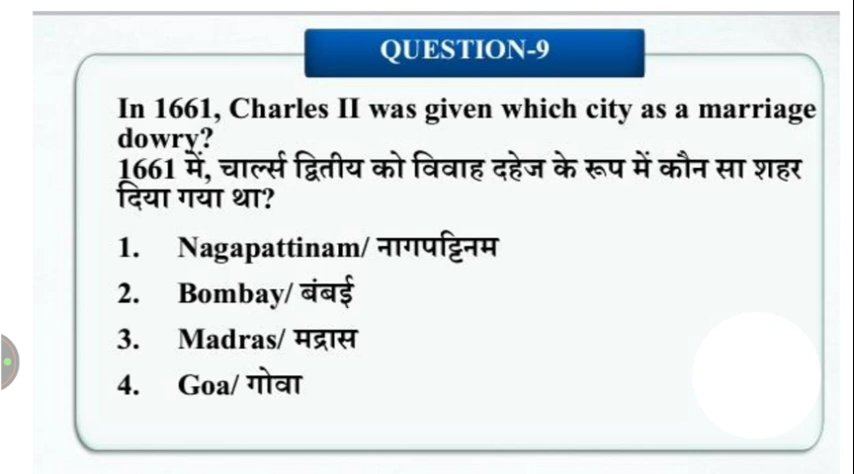 QUESTION-9
In 1661, Charles II was given which city as a marriage
dowry?
1661 में, चार्ल्स द्वितीय को विवाह दहेज के रूप में कौन सा शहर
दिया गया था?
1. Nagapattinam/ नागपट्टिनम
2. Bombay/ बंबई
3. Madras/ मद्रास
4. Goa/ गोवा